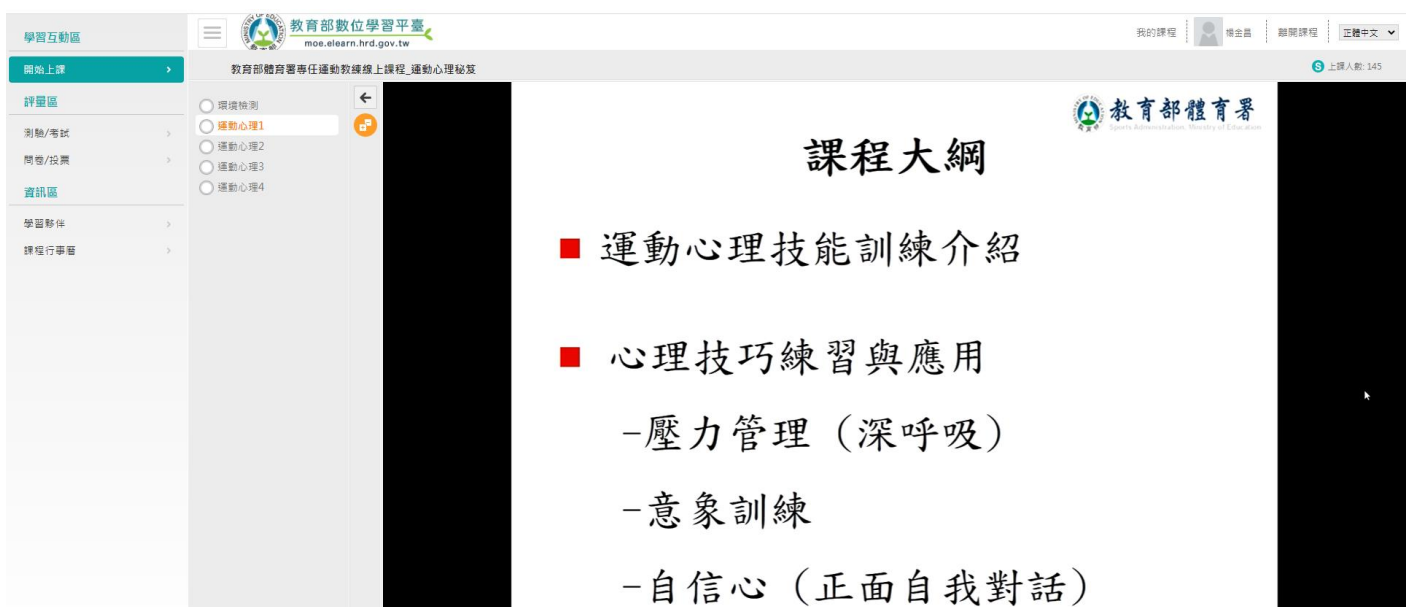 學習互動區
開始上課
評量區
測驗/考試
問卷/投票
資訊區
學習夥伴
課程行事曆
教育部數位學習平臺
moe.elearn.hrd.gov.tw
我的課程
楊金昌
離開課程
正體中文
教育部體育署專任運動教練線上課程_運動心理秘笈
上課人數: 145
環境檢測
運動心理1
運動心理2
運動心理3
運動心理4
教育部體育署
Sports Administration, Ministry of Education
課程大綱
運動心理技能訓練介紹
心理技巧練習與應用
-壓力管理（深呼吸）
-意象訓練
-自信心（正面自我對話）